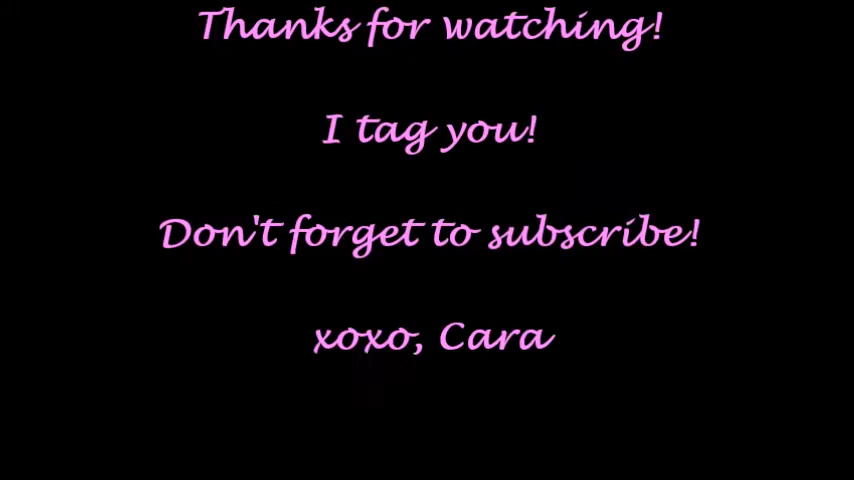 Thanks for watching!
I tag you!
Don't forget to subscribe!
xoxo, Cara